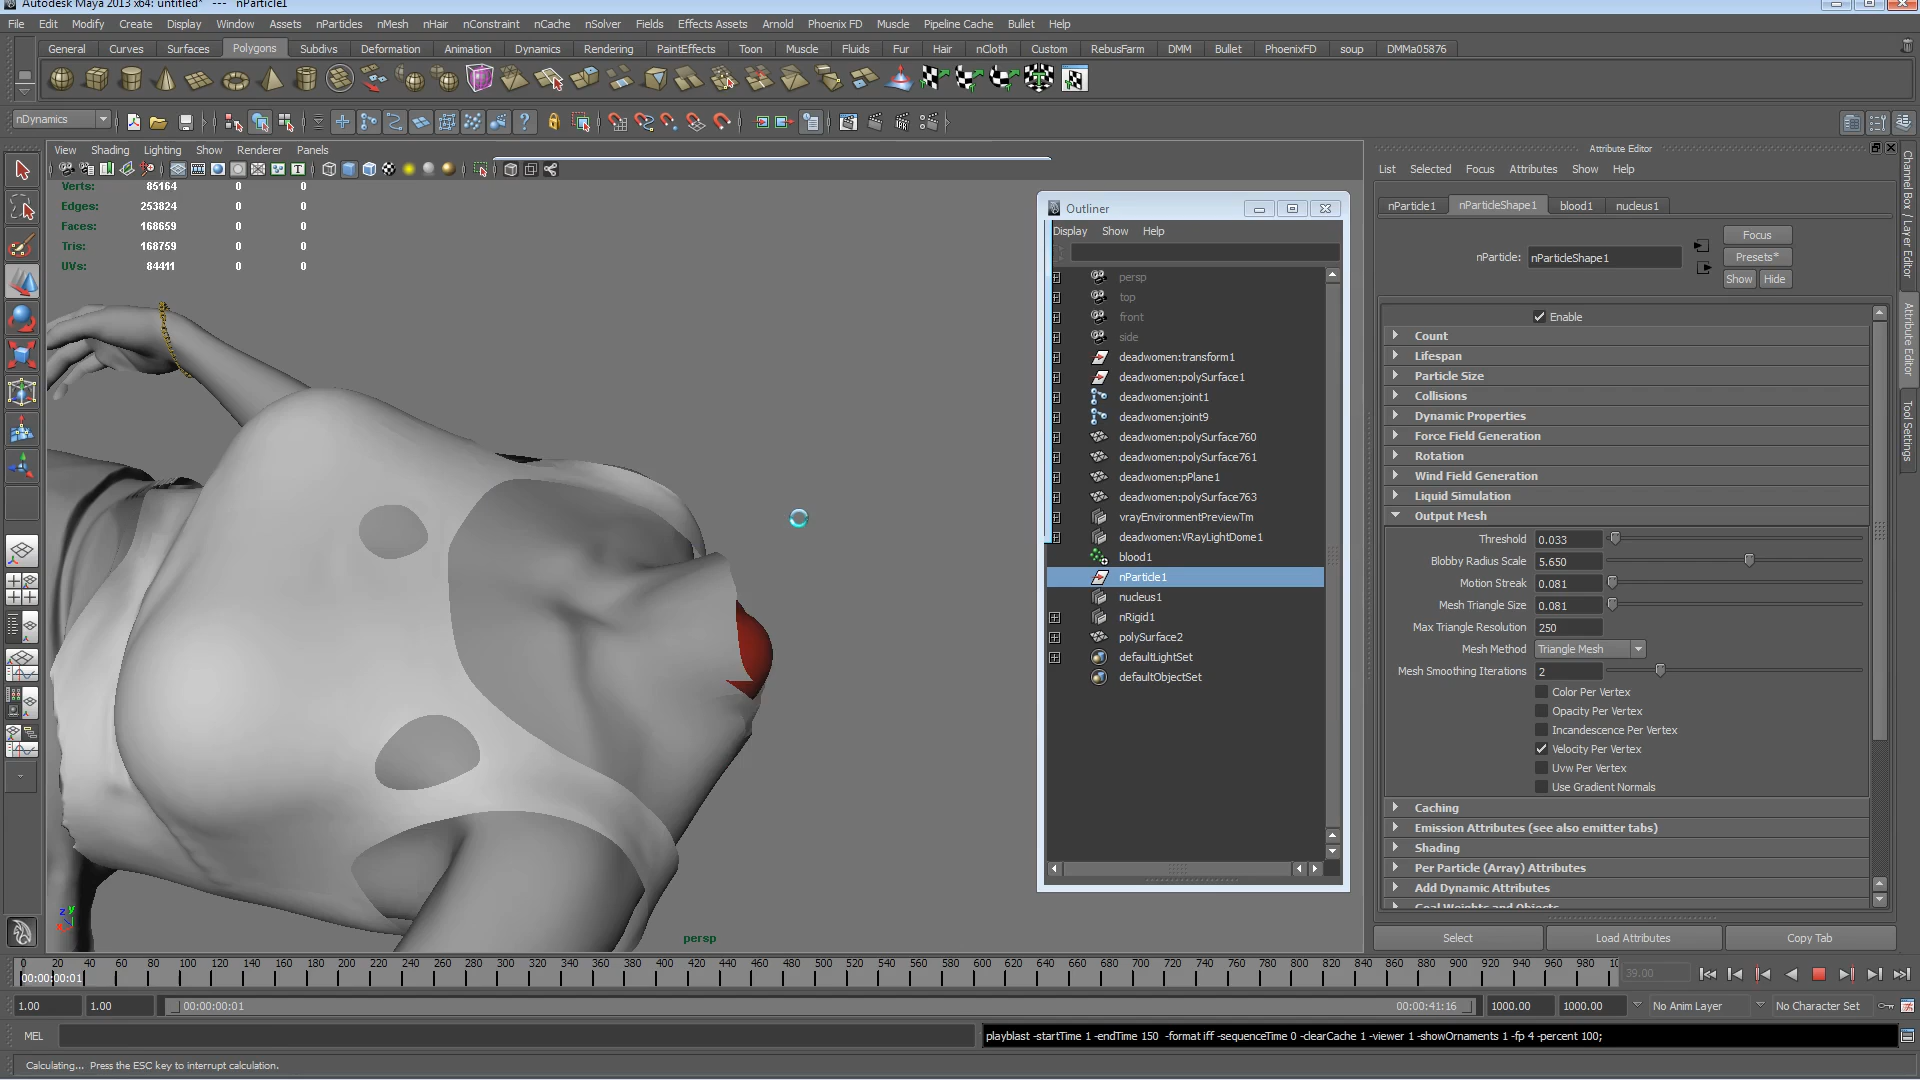 Autodesk Maya 2013 x64: untitled* --- nParticle1
File Edit Modify Create Display Window Assets nParticles nMesh nHair nConstraint nCache nSolver Fields Effects Assets Arnold Phoenix FD Muscle Pipeline Cache Bullet Help
General Curves Surfaces Polygons Subdivs Deformation Animation Dynamics Rendering PaintEffects Toon Muscle Fluids Fur Hair nCloth Custom RebusFarm DMM Bullet PhoenixFD soup DMMa05876
nDynamics
View Shading Lighting Show Renderer Panels
Verts: 85164 0 0
Edges: 253824 0 0
Faces: 168659 0 0
Tris: 168759 0 0
UVs: 84411 0 0
persp
Outliner
Display Show Help
persp
top
front
side
deadwomen:transform1
deadwomen:polySurface1
deadwomen:joint1
deadwomen:joint9
deadwomen:polySurface760
deadwomen:polySurface761
deadwomen:pPlane1
deadwomen:polySurface763
vrayEnvironmentPreviewTm
deadwomen:VRayLightDome1
blood1
nParticle1
nucleus1
nRigid1
polySurface2
defaultLightSet
defaultObjectSet
Attribute Editor
List Selected Focus Attributes Show Help
nParticle1 nParticleShape1 blood1 nucleus1
nParticle: nParticleShape1
Focus
Presets*
Show Hide
Enable
Count
Lifespan
Particle Size
Collisions
Dynamic Properties
Force Field Generation
Rotation
Wind Field Generation
Liquid Simulation
Output Mesh
Threshold 0.033
Blobby Radius Scale 5.650
Motion Streak 0.081
Mesh Triangle Size 0.081
Max Triangle Resolution 250
Mesh Method Triangle Mesh
Mesh Smoothing Iterations 2
Color Per Vertex
Opacity Per Vertex
Incandescence Per Vertex
Velocity Per Vertex
Uvw Per Vertex
Use Gradient Normals
Caching
Emission Attributes (see also emitter tabs)
Shading
Per Particle (Array) Attributes
Add Dynamic Attributes
Goal Weights and Objects
Select Load Attributes Copy Tab
Channel Box / Layer Editor
Attribute Editor
Tool Settings
0 20 40 60 80 100 120 140 160 180 200 220 240 260 280 300 320 340 360 380 400 420 440 460 480 500 520 540 560 580 600 620 640 660 680 700 720 740 760 780 800 820 840 860 880 900 920 940 960 980 10
00:00:00:01
39.00
1.00 1.00 00:00:00:01 00:00:41:16 1000.00 1000.00 No Anim Layer No Character Set
MEL playblast -startTime 1 -endTime 150 -format iff -sequenceTime 0 -clearCache 1 -viewer 1 -showOrnaments 1 -fp 4 -percent 100;
Calculating... Press the ESC key to interrupt calculation.